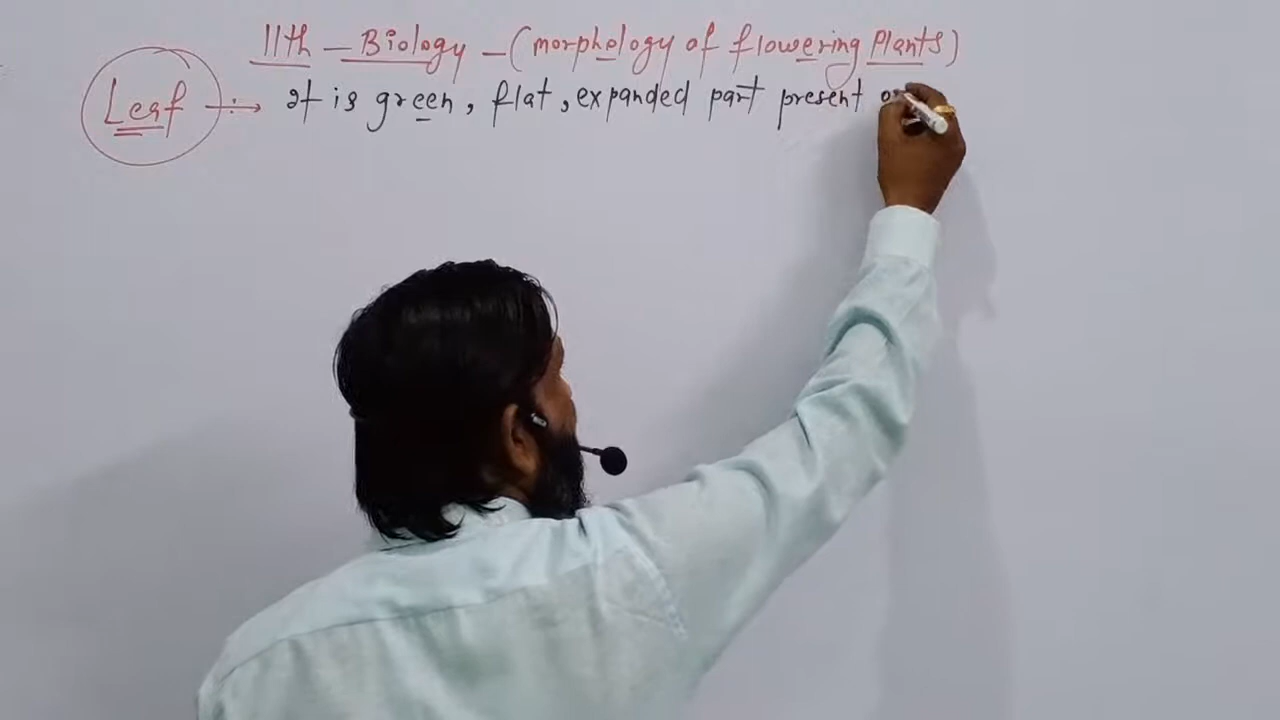 11th - Biology - (morphology of flowering Plants)
Leaf :→ It is green, flat, expanded part present